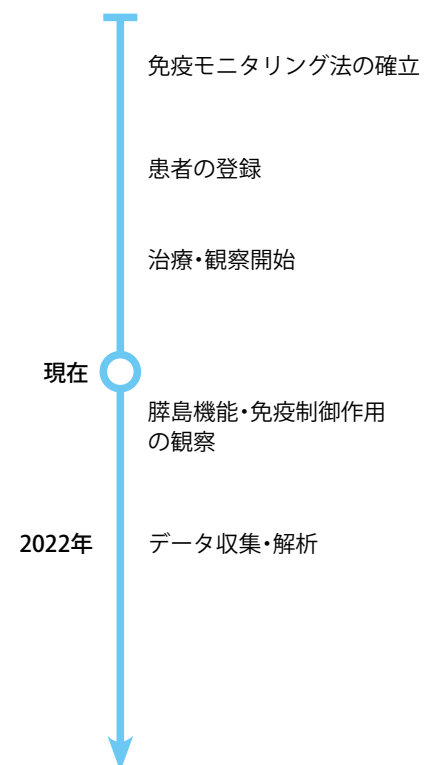 免疫モニタリング法の確立
患者の登録
治療・観察開始
現在
膵島機能・免疫制御作用
の観察
2022年 データ収集・解析